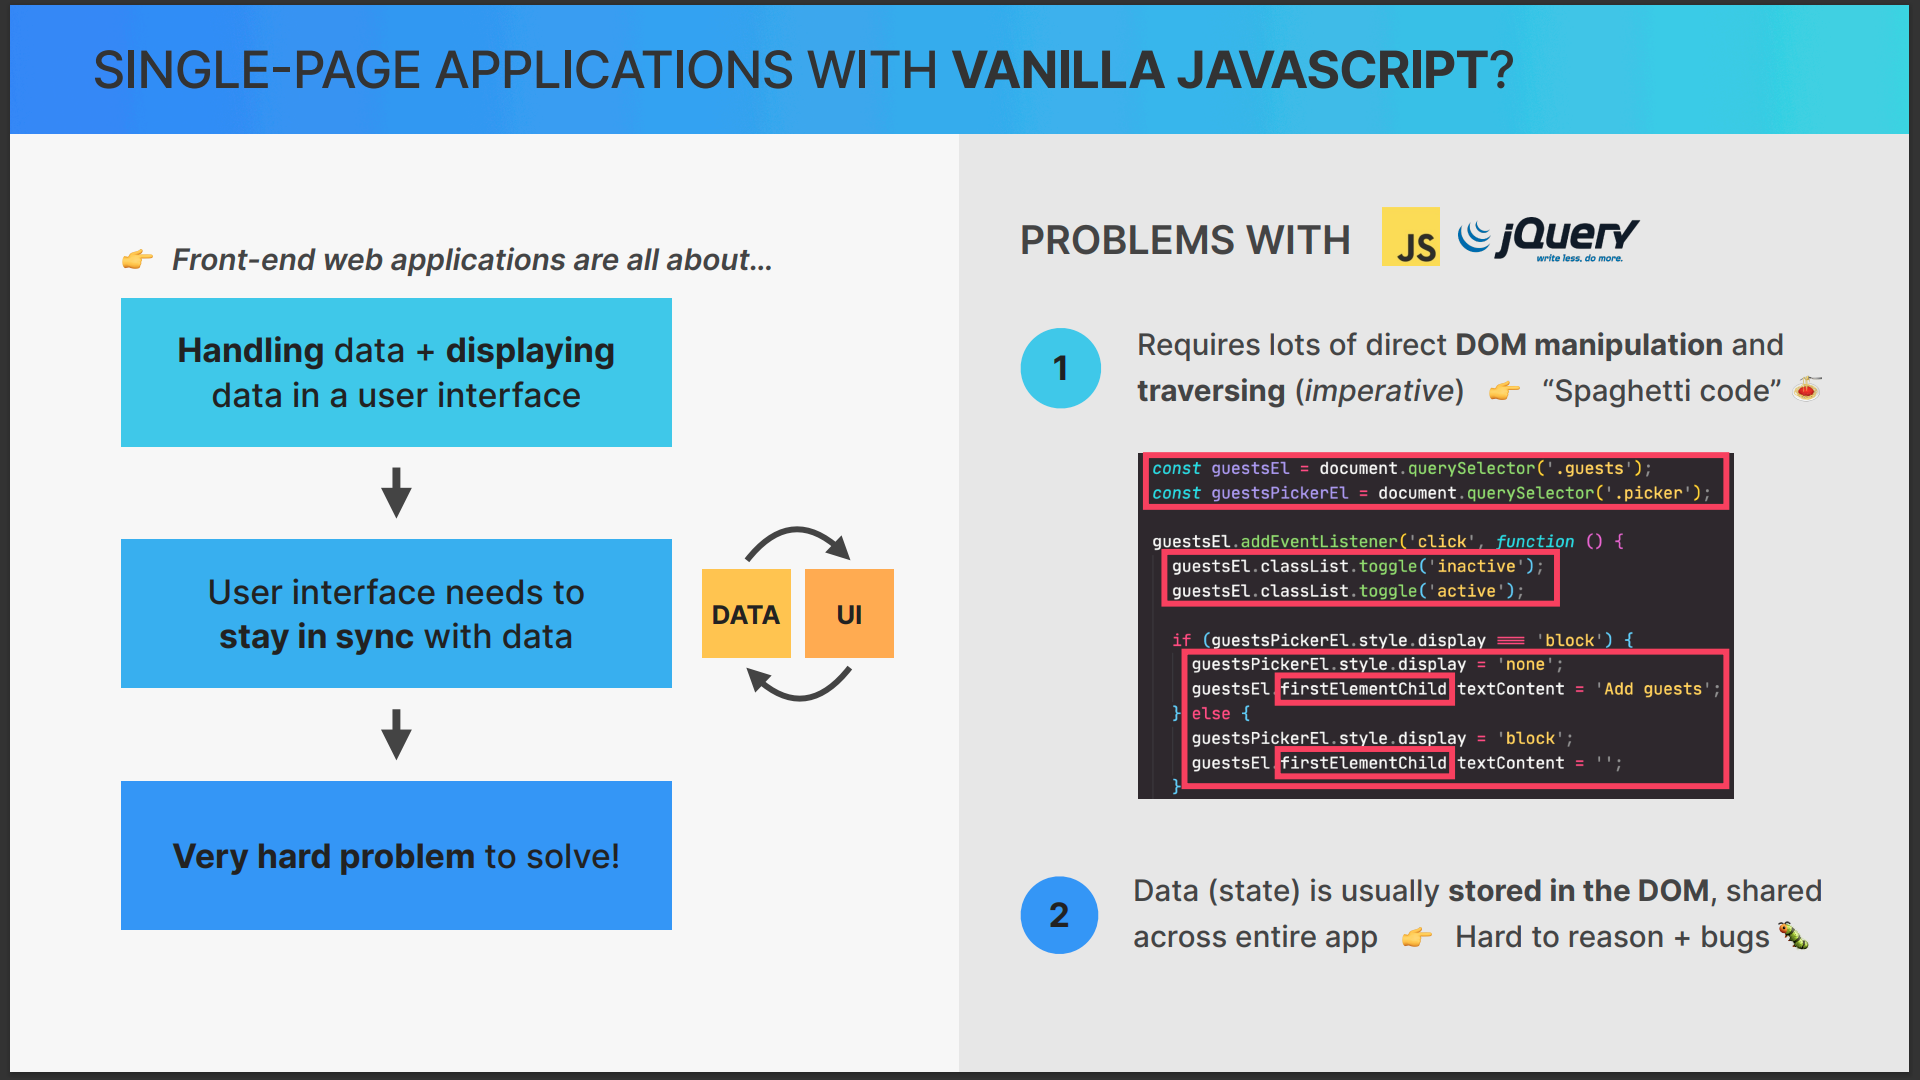 SINGLE-PAGE APPLICATIONS WITH VANILLA JAVASCRIPT?
👉 Front-end web applications are all about…
Handling data + displaying
data in a user interface
User interface needs to
stay in sync with data
DATA
UI
Very hard problem to solve!
PROBLEMS WITH
JS
jQuery
write less. do more.
1
Requires lots of direct DOM manipulation and
traversing (imperative) 👉 “Spaghetti code” 🍝
const guestsEl = document.querySelector('.guests');
const guestsPickerEl = document.querySelector('.picker');
guestsEl.addEventListener('click', function () {
guestsEl.classList.toggle('inactive');
guestsEl.classList.toggle('active');
if (guestsPickerEl.style.display === 'block') {
guestsPickerEl.style.display = 'none';
guestsEl.firstElementChild.textContent = 'Add guests';
} else {
guestsPickerEl.style.display = 'block';
guestsEl.firstElementChild.textContent = '';
}
2
Data (state) is usually stored in the DOM, shared
across entire app 👉 Hard to reason + bugs 🐛